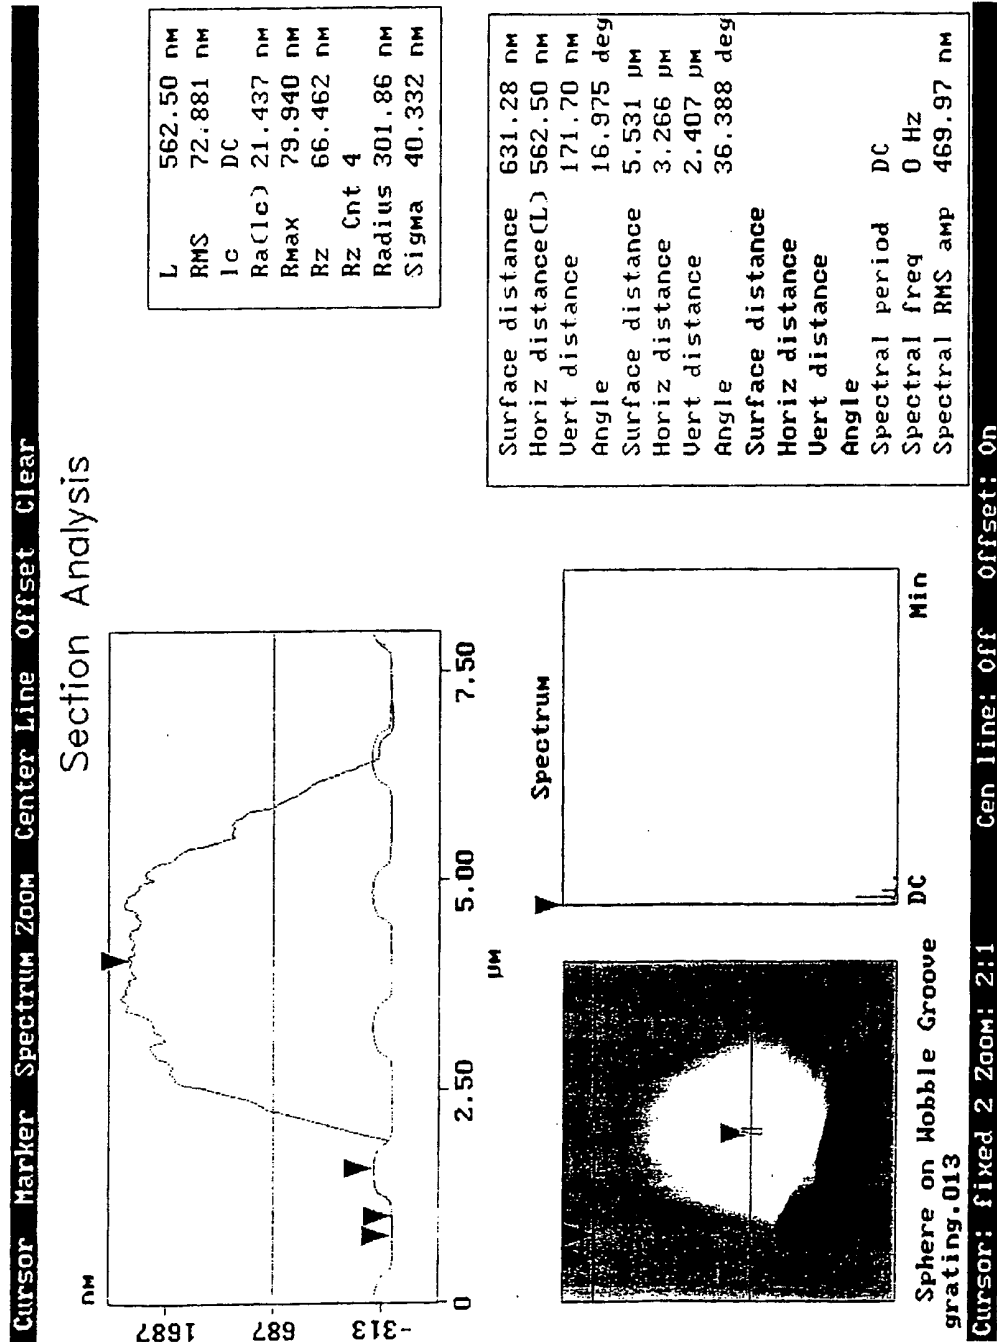 Cursor Marker Spectrum Zoom Center Line Offset Clear
Section Analysis
nm
1687
687
-313
0
2.50
5.00
7.50
µm
L 562.50 nm
RMS 72.881 nm
lc DC
Ra(lc) 21.437 nm
Rmax 79.940 nm
Rz 66.462 nm
Rz Cnt 4
Radius 301.86 nm
Sigma 40.332 nm
Spectrum
DC
Min
Surface distance 631.28 nm
Horiz distance(L) 562.50 nm
Vert distance 171.70 nm
Angle 16.975 deg
Surface distance 5.531 µm
Horiz distance 3.266 µm
Vert distance 2.407 µm
Angle 36.388 deg
Surface distance
Horiz distance
Vert distance
Angle
Spectral period DC
Spectral freq 0 Hz
Spectral RMS amp 469.97 nm
Sphere on Wobble Groove
grating.013
Cursor: fixed 2 Zoom: 2:1 Cen line: Off Offset: On